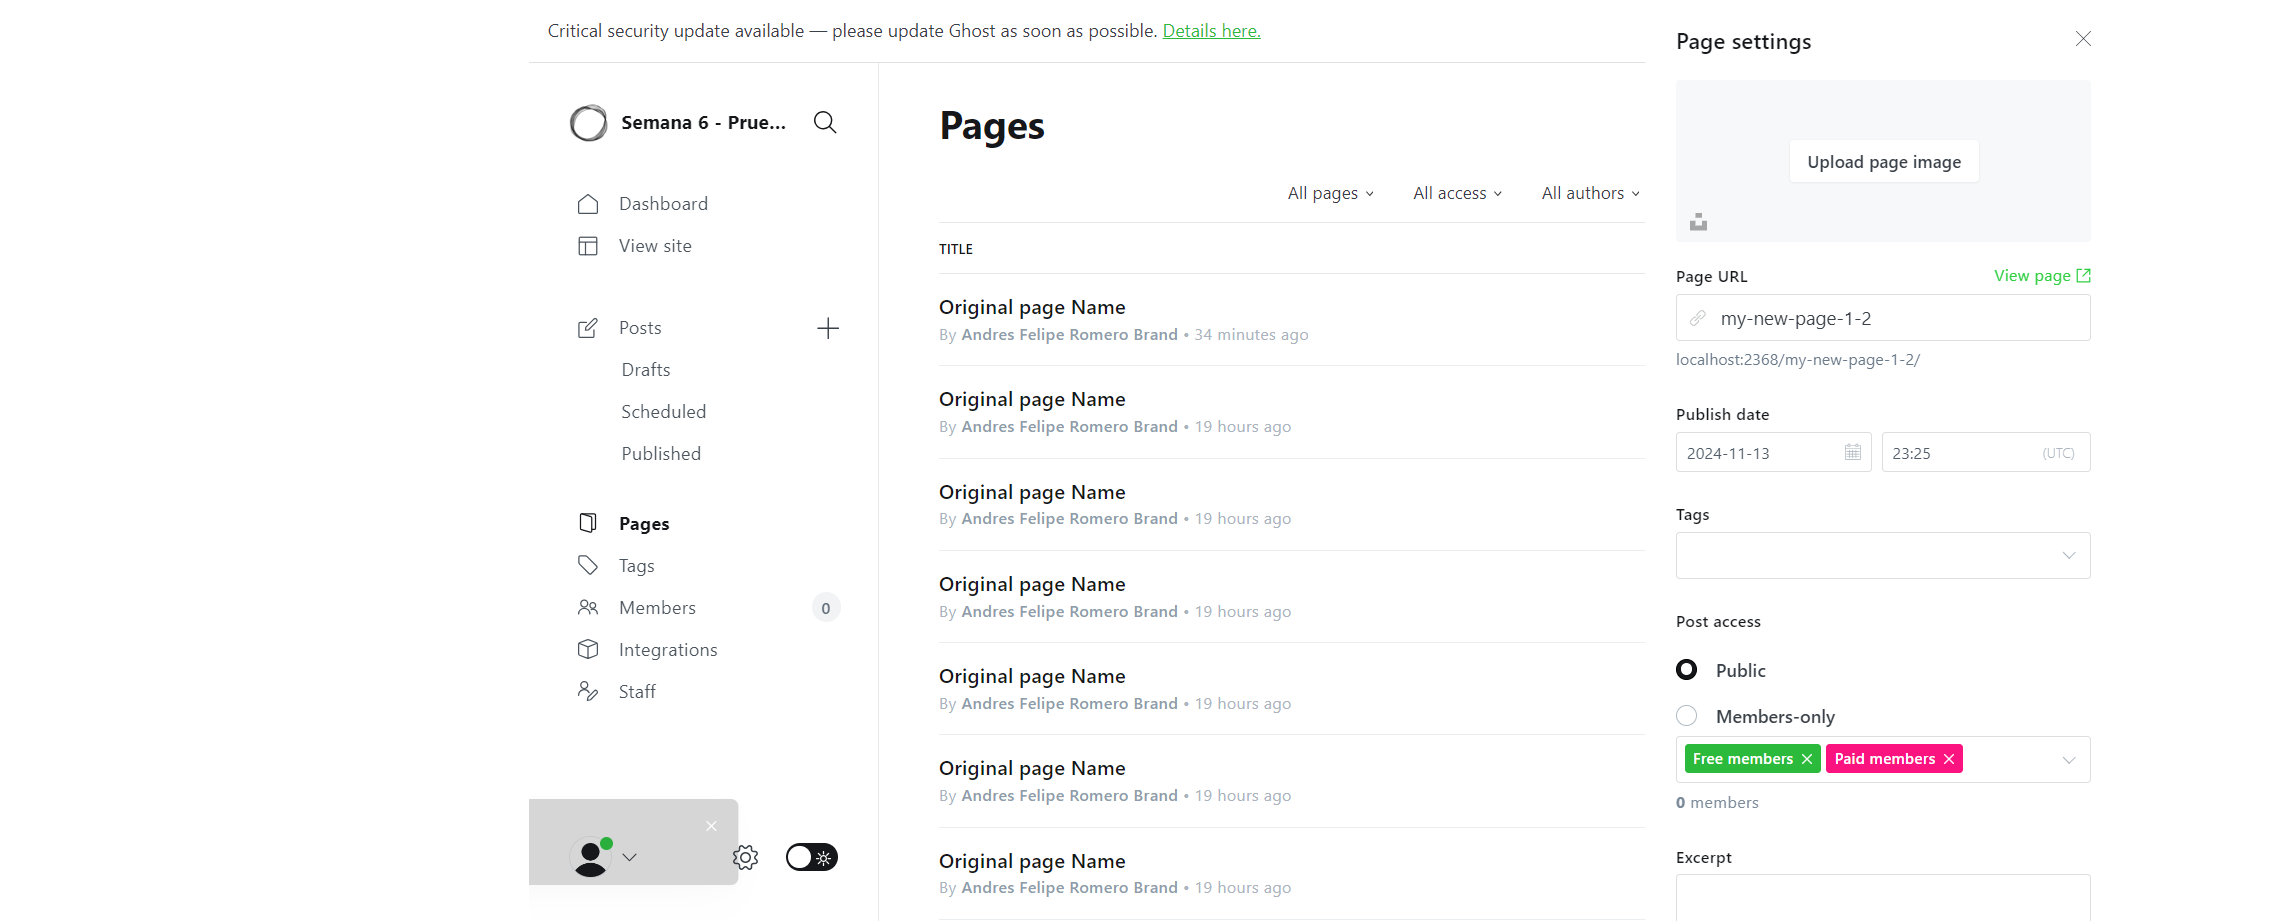 Critical security update available — please update Ghost as soon as possible. Details here.
Semana 6 - Prue...
Dashboard
View site
Posts
Drafts
Scheduled
Published
Pages
Tags
Members
0
Integrations
Staff
Pages
All pages
All access
All authors
TITLE
Original page Name
By Andres Felipe Romero Brand • 34 minutes ago
Original page Name
By Andres Felipe Romero Brand • 19 hours ago
Original page Name
By Andres Felipe Romero Brand • 19 hours ago
Original page Name
By Andres Felipe Romero Brand • 19 hours ago
Original page Name
By Andres Felipe Romero Brand • 19 hours ago
Original page Name
By Andres Felipe Romero Brand • 19 hours ago
Original page Name
By Andres Felipe Romero Brand • 19 hours ago
Page settings
Upload page image
Page URL
View page
my-new-page-1-2
localhost:2368/my-new-page-1-2/
Publish date
2024-11-13
23:25 (UTC)
Tags
Post access
Public
Members-only
Free members
Paid members
0 members
Excerpt